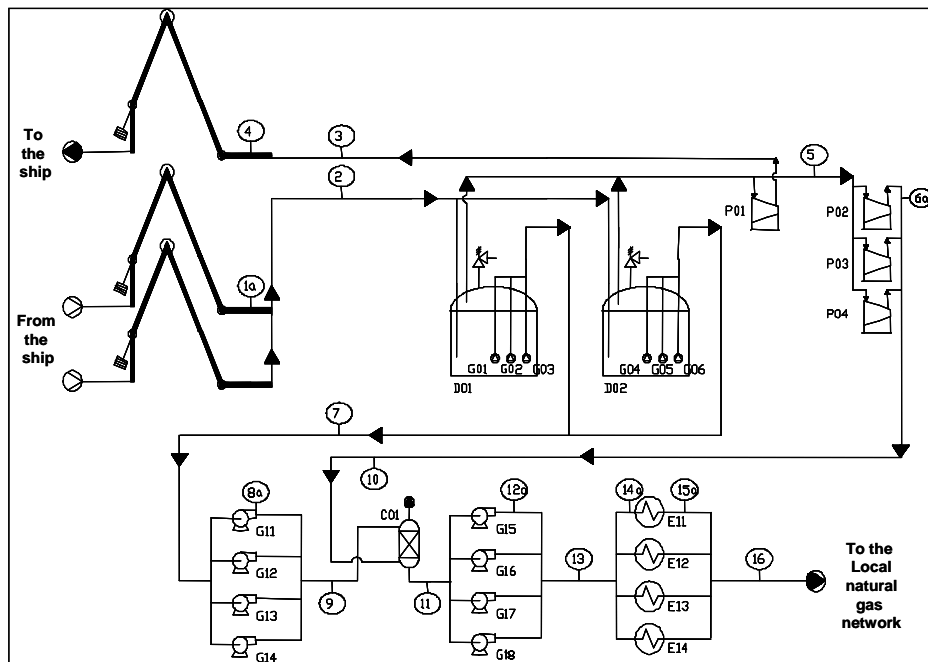 To
the
ship
4
3
2
5
P01
P02
6a
P03
P04
1a
From
the
ship
G01 G02 G03
D01
G04 G05 G06
D02
7
10
8a
G11
G12
G13
G14
9
C01
11
12a
G15
G16
G17
G18
13
14a
15a
E11
E12
E13
E14
16
To the
Local
natural
gas
network